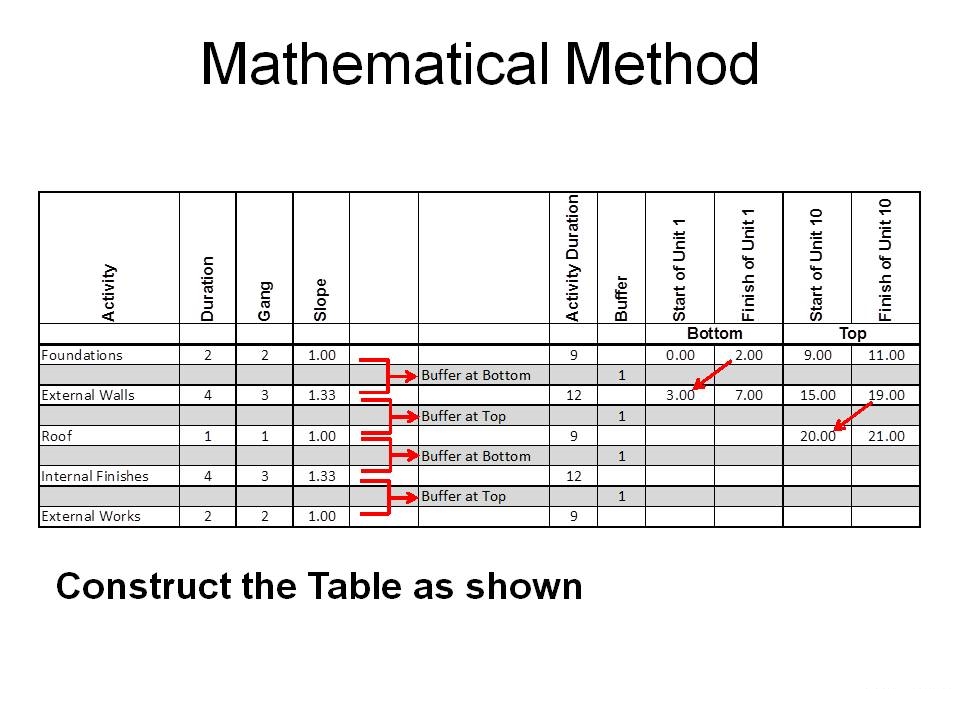 Mathematical Method
Activity Duration Gang Slope Activity Duration Buffer Start of Unit 1 Finish of Unit 1 Start of Unit 10 Finish of Unit 10
Bottom Top
Foundations 2 2 1.00 9 0.00 2.00 9.00 11.00
Buffer at Bottom 1
External Walls 4 3 1.33 12 3.00 7.00 15.00 19.00
Buffer at Top 1
Roof 1 1 1.00 9 20.00 21.00
Buffer at Bottom 1
Internal Finishes 4 3 1.33 12
Buffer at Top 1
External Works 2 2 1.00 9
Construct the Table as shown